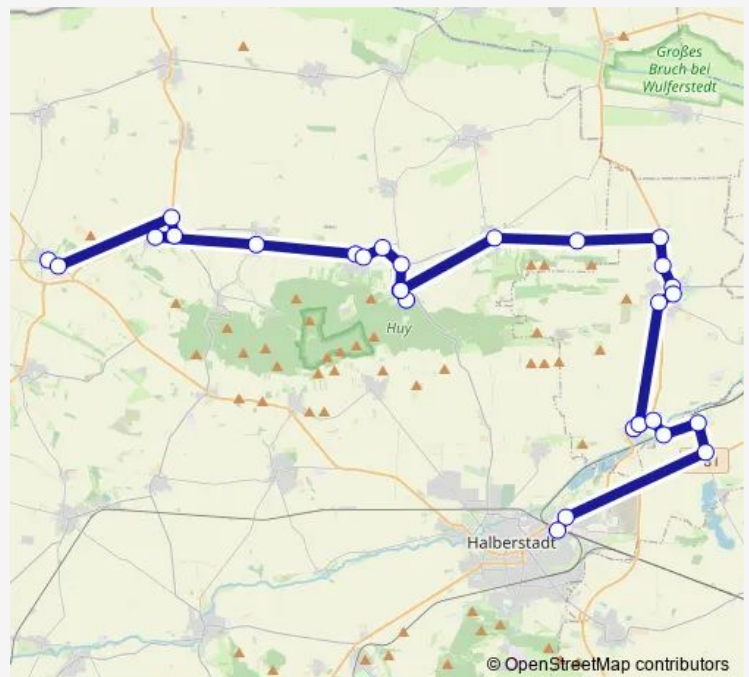 Großes
Bruch bei
Wulferstedt
Huy
Halberstadt
© OpenStreetMap contributors